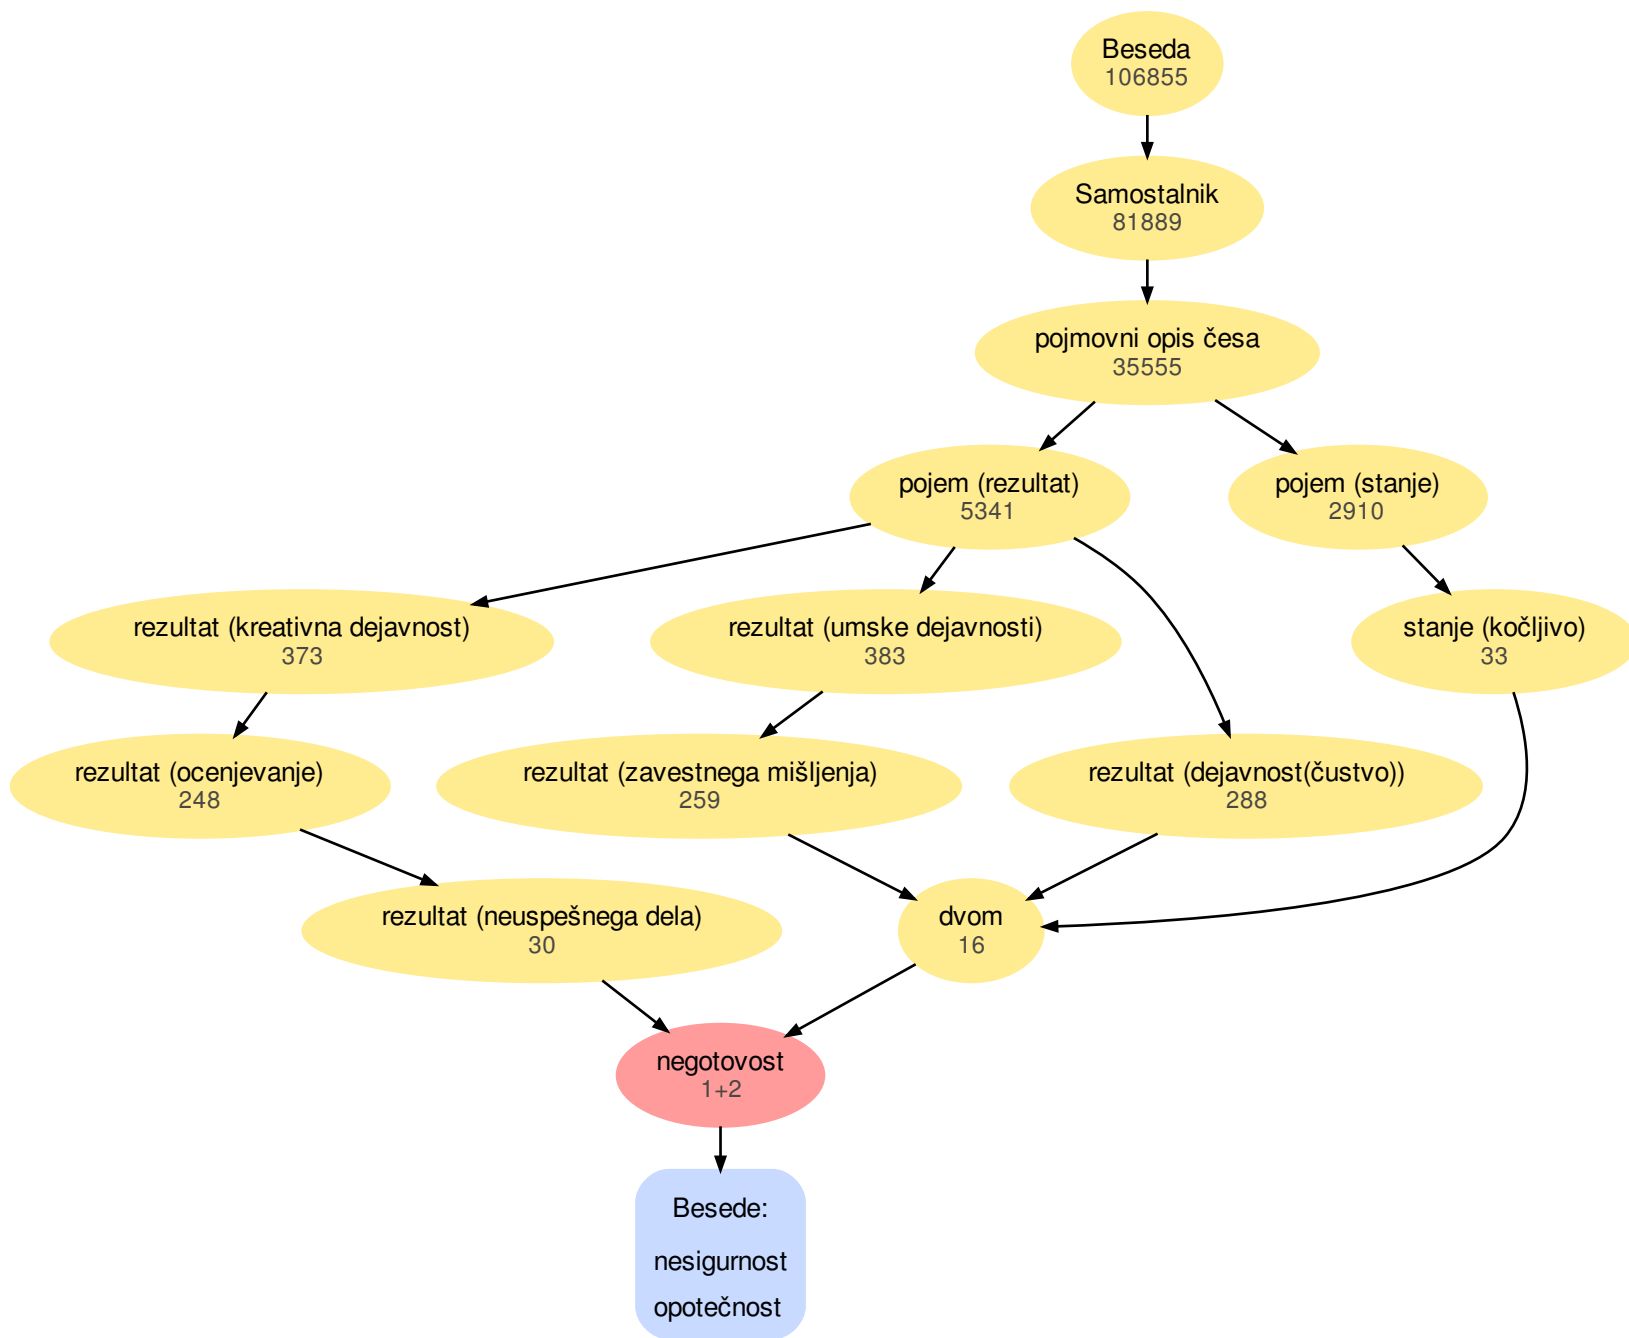 Beseda
106855
Samostalnik
81889
pojmovni opis česa
35555
pojem (rezultat)
5341
pojem (stanje)
2910
rezultat (kreativna dejavnost)
373
rezultat (umske dejavnosti)
383
stanje (kočljivo)
33
rezultat (ocenjevanje)
248
rezultat (zavestnega mišljenja)
259
rezultat (dejavnost(čustvo))
288
rezultat (neuspešnega dela)
30
dvom
16
negotovost
1+2
Besede:
nesigurnost
opotečnost